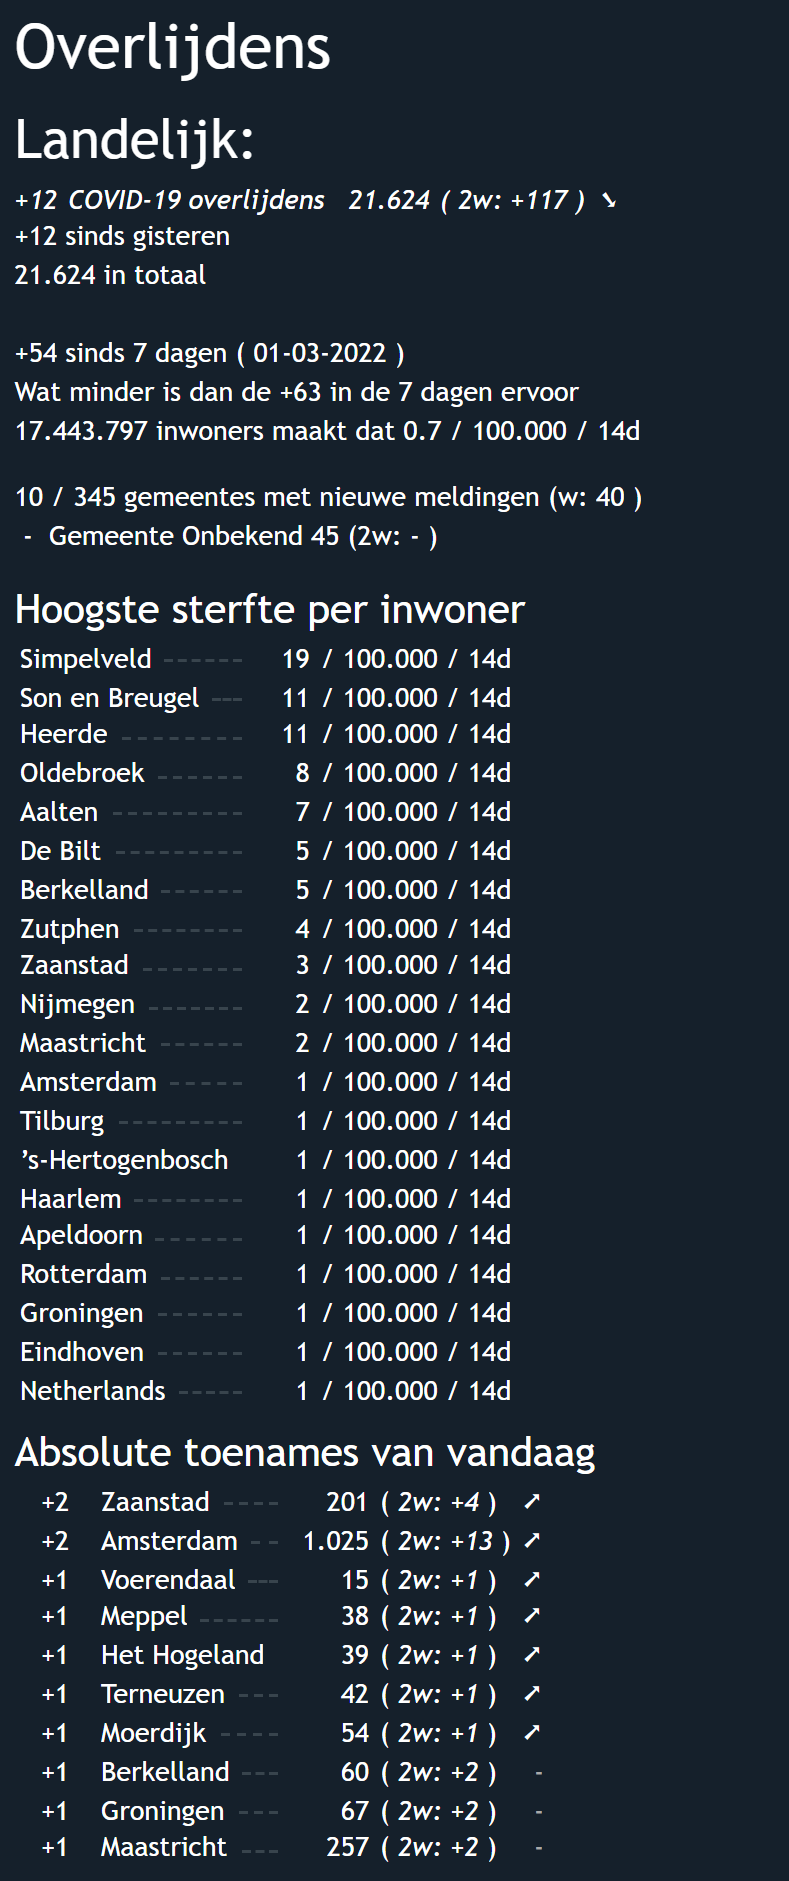 Overlijdens
Landelijk:
+12 COVID-19 overlijdens 21.624 ( 2w: +117 ) ➘
+12 sinds gisteren
21.624 in totaal
+54 sinds 7 dagen ( 01-03-2022 )
Wat minder is dan de +63 in de 7 dagen ervoor
17.443.797 inwoners maakt dat 0.7 / 100.000 / 14d
10 / 345 gemeentes met nieuwe meldingen (w: 40 )
- Gemeente Onbekend 45 (2w: - )
Hoogste sterfte per inwoner
Simpelveld ------ 19 / 100.000 / 14d
Son en Breugel --- 11 / 100.000 / 14d
Heerde -------- 11 / 100.000 / 14d
Oldebroek ------ 8 / 100.000 / 14d
Aalten --------- 7 / 100.000 / 14d
De Bilt --------- 5 / 100.000 / 14d
Berkelland ------ 5 / 100.000 / 14d
Zutphen -------- 4 / 100.000 / 14d
Zaanstad ------- 3 / 100.000 / 14d
Nijmegen ------- 2 / 100.000 / 14d
Maastricht ------ 2 / 100.000 / 14d
Amsterdam ----- 1 / 100.000 / 14d
Tilburg --------- 1 / 100.000 / 14d
’s-Hertogenbosch 1 / 100.000 / 14d
Haarlem -------- 1 / 100.000 / 14d
Apeldoorn ------ 1 / 100.000 / 14d
Rotterdam ------ 1 / 100.000 / 14d
Groningen ------ 1 / 100.000 / 14d
Eindhoven ------ 1 / 100.000 / 14d
Netherlands ----- 1 / 100.000 / 14d
Absolute toenames van vandaag
+2 Zaanstad ---- 201 ( 2w: +4 ) ➚
+2 Amsterdam -- 1.025 ( 2w: +13 ) ➚
+1 Voerendaal --- 15 ( 2w: +1 ) ➚
+1 Meppel ------ 38 ( 2w: +1 ) ➚
+1 Het Hogeland 39 ( 2w: +1 ) ➚
+1 Terneuzen --- 42 ( 2w: +1 ) ➚
+1 Moerdijk ---- 54 ( 2w: +1 ) ➚
+1 Berkelland --- 60 ( 2w: +2 ) -
+1 Groningen --- 67 ( 2w: +2 ) -
+1 Maastricht --- 257 ( 2w: +2 ) -